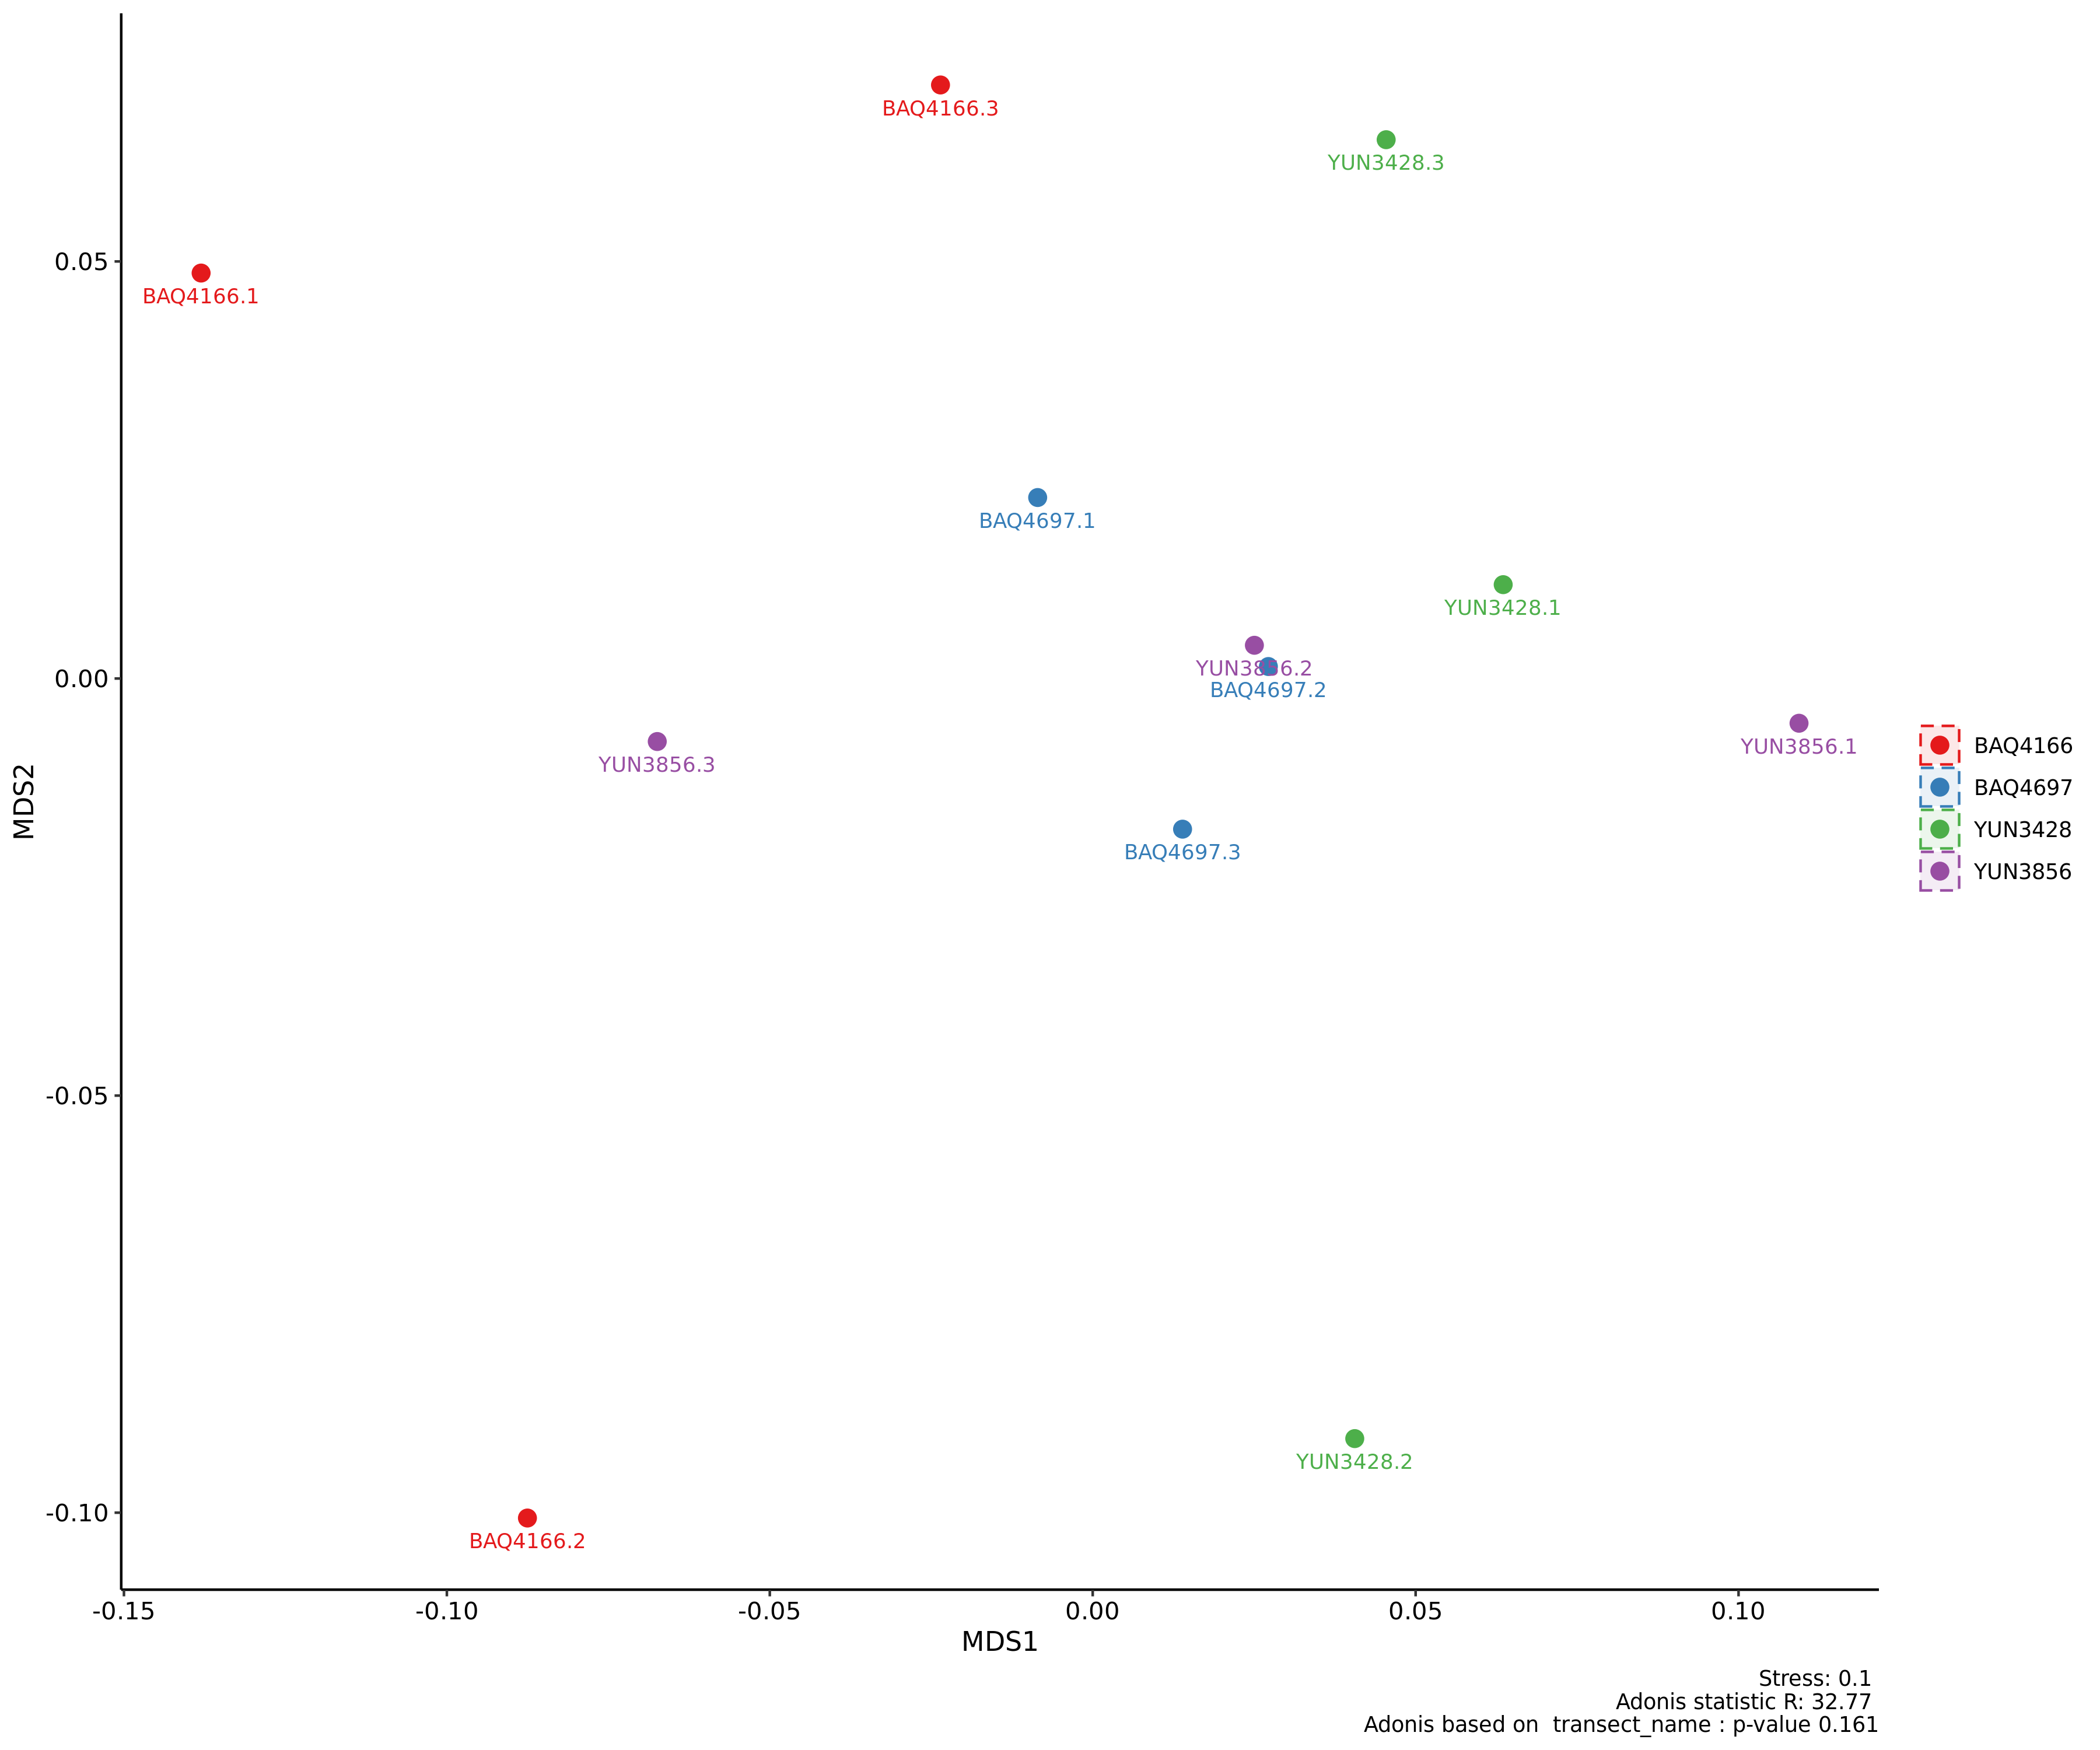 BAQ4166.3
YUN3428.3
0.05
BAQ4166.1
BAQ4697.1
YUN3428.1
0.00
YUN3856.2
BAQ4697.2
YUN3856.1
YUN3856.3
BAQ4697.3
MDS2
BAQ4166
BAQ4697
YUN3428
YUN3856
-0.05
YUN3428.2
-0.10
BAQ4166.2
-0.15 -0.10 -0.05 0.00 0.05 0.10
MDS1
Stress: 0.1
Adonis statistic R: 32.77
Adonis based on  transect_name : p-value 0.161